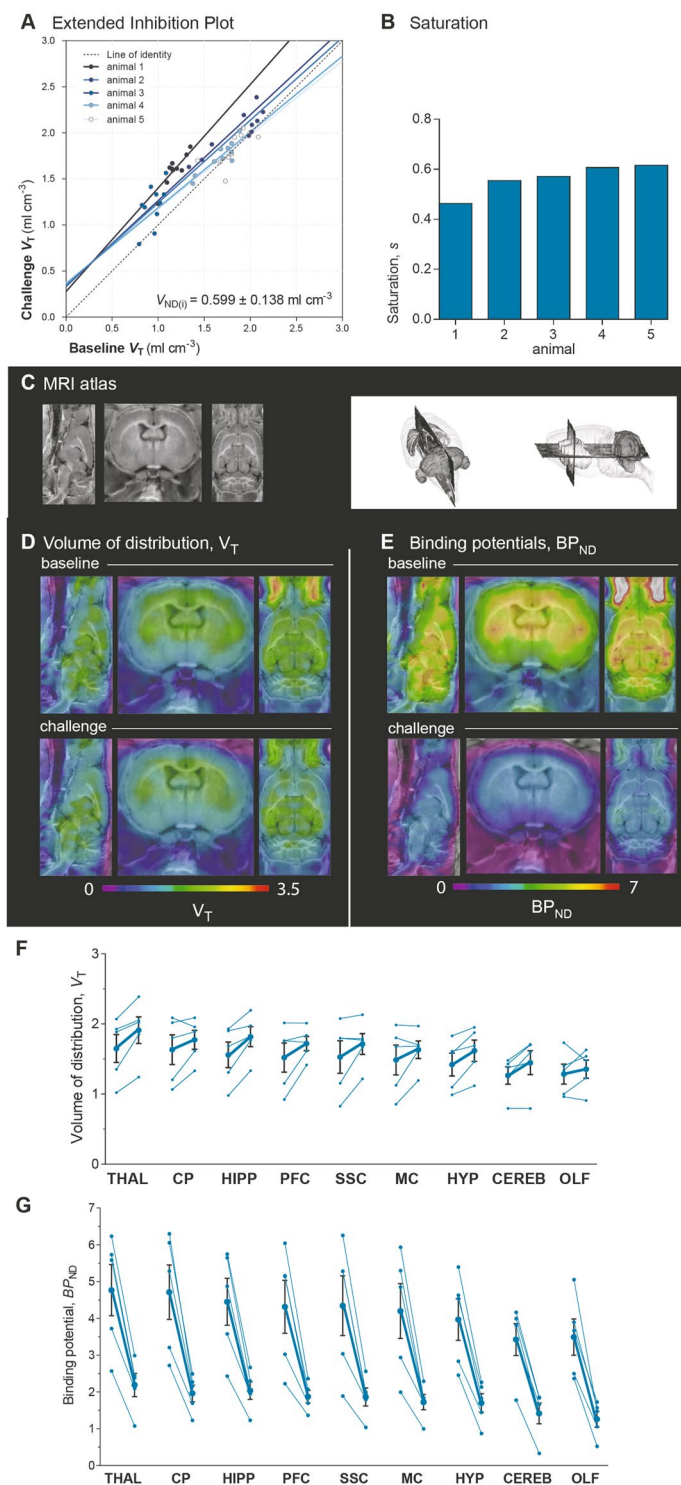 A Extended Inhibition Plot
3.0
2.5
2.0
1.5
1.0
0.5
0
Challenge VT (ml cm-3)
Line of identity
animal 1
animal 2
animal 3
animal 4
animal 5
VND(i) = 0.599 ± 0.138 ml cm-3
0.0 0.5 1.0 1.5 2.0 2.5 3.0
Baseline VT (ml cm-3)
B Saturation
0.8
0.6
0.4
0.2
0.0
Saturation, s
1 2 3 4 5
animal
C MRI atlas
D Volume of distribution, VT
baseline
challenge
0 3.5
VT
E Binding potentials, BPND
baseline
challenge
0 7
BPND
F
3
2
1
0
Volume of distribution, VT
THAL CP HIPP PFC SSC MC HYP CEREB OLF
G
7
6
5
4
3
2
1
0
Binding potential, BPND
THAL CP HIPP PFC SSC MC HYP CEREB OLF